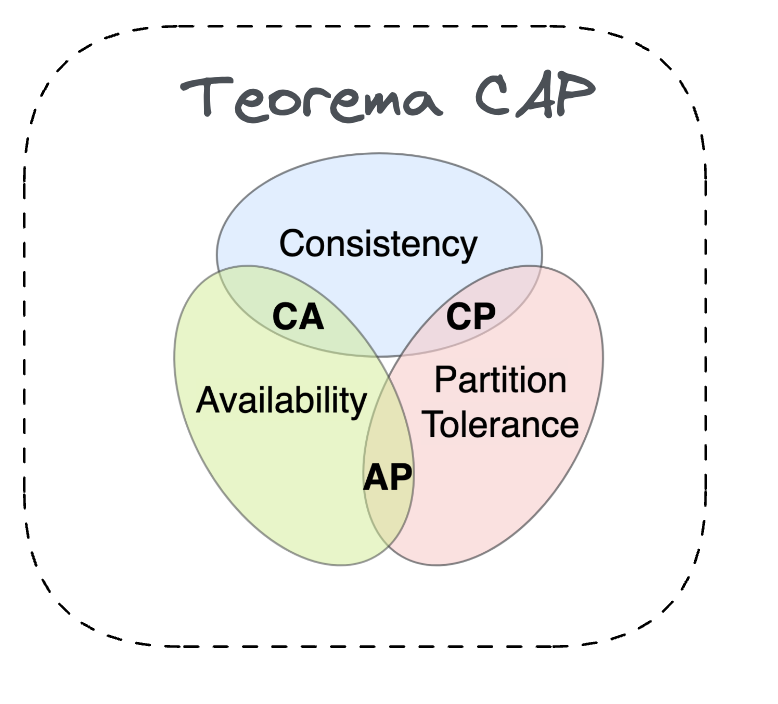 Teorema CAP
Consistency
CA
CP
Availability
Partition
Tolerance
AP